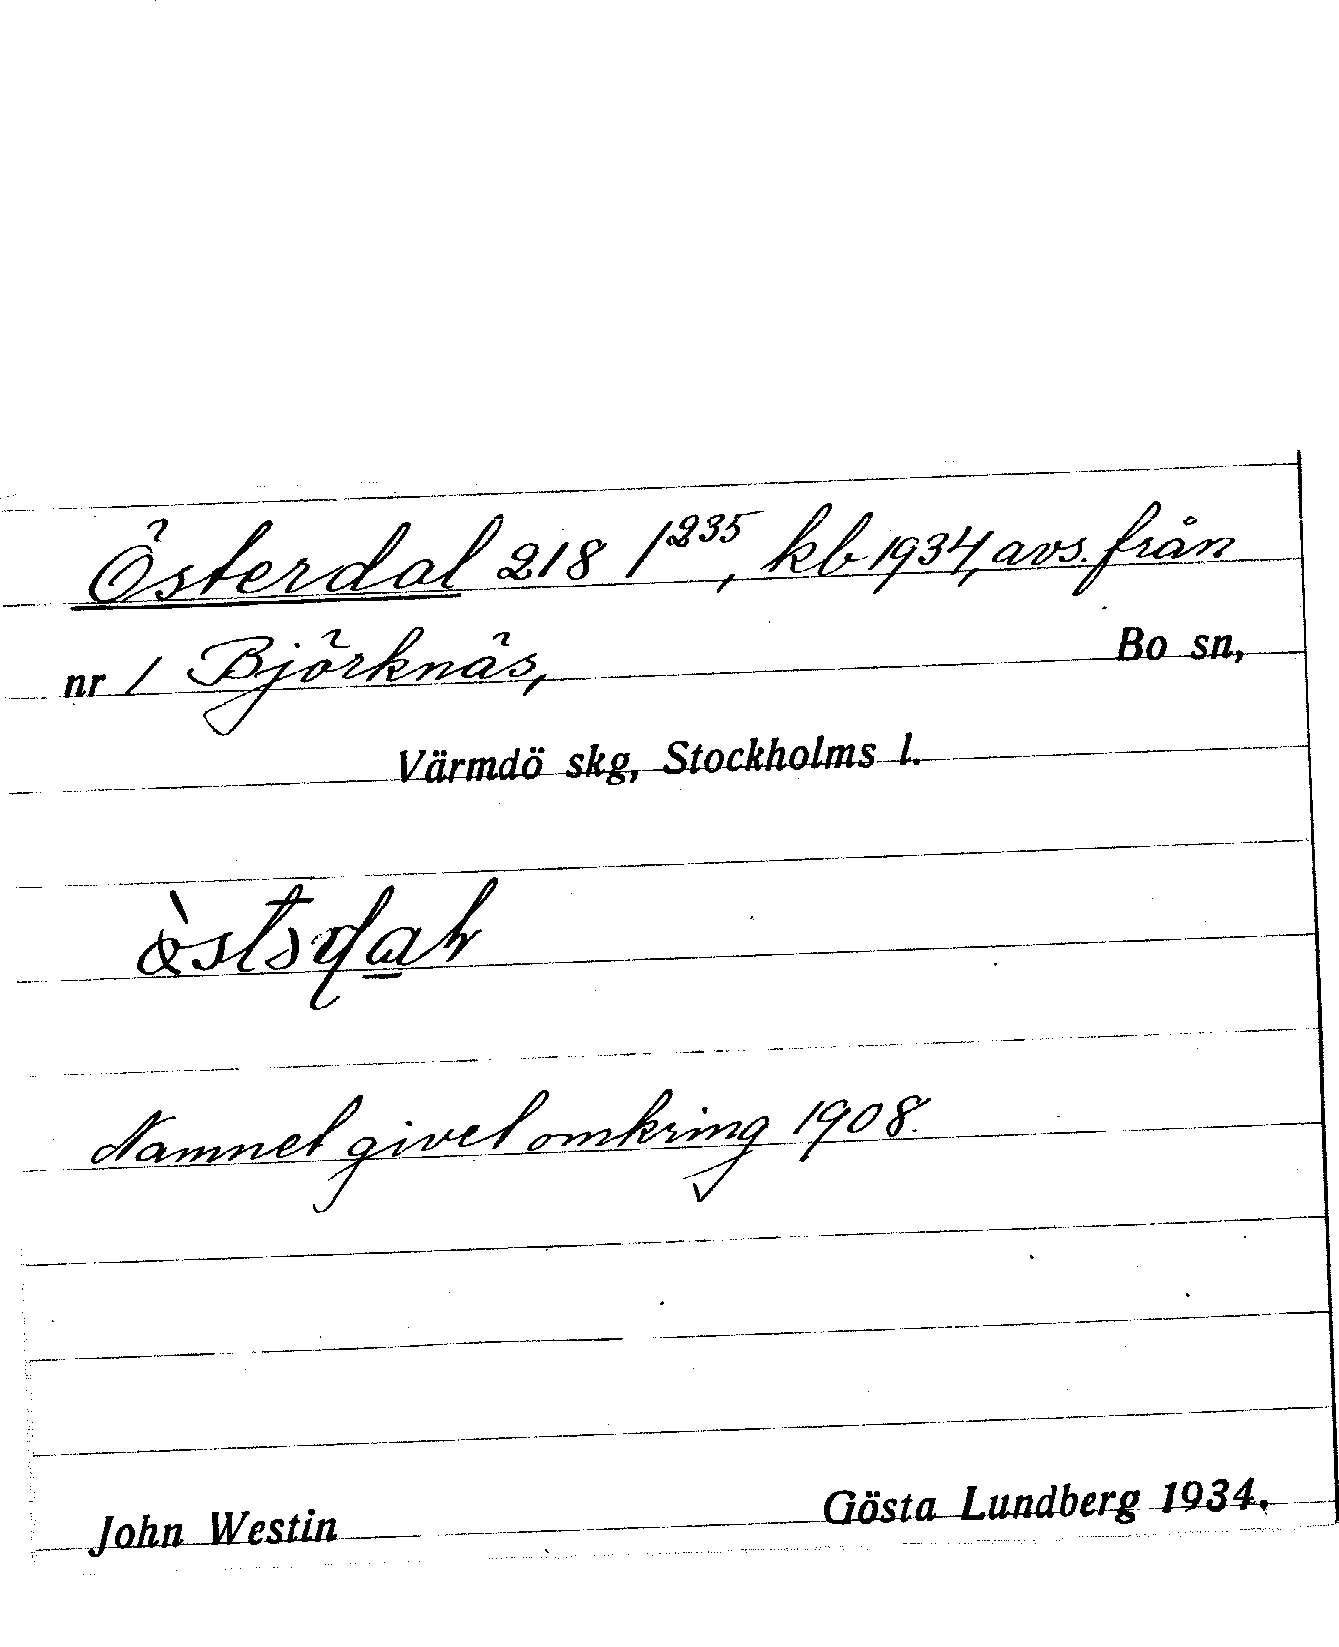 Österdal 218 1²³⁵, kb 1934, avs. från
nr 1 Björknäs, Bo sn,
Värmdö skg, Stockholms l.
Namnet givet omkring 1908.
John Westin Gösta Lundberg 1934.